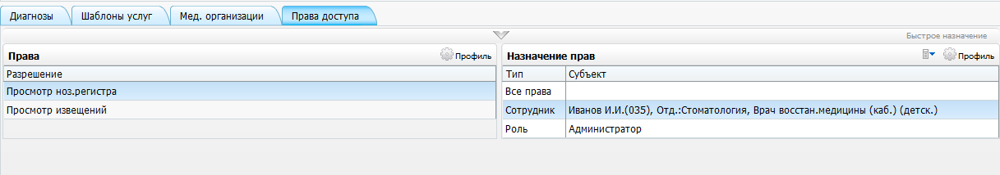 Диагнозы Шаблоны услуг Мед. организации Права доступа
Быстрое назначение
Права Профиль
Разрешение
Просмотр ноз.регистра
Просмотр извещений
Назначение прав Профиль
Тип Субъект
Все права
Сотрудник Иванов И.И.(035), Отд.:Стоматология, Врач восстан.медицины (каб.) (детск.)
Роль Администратор